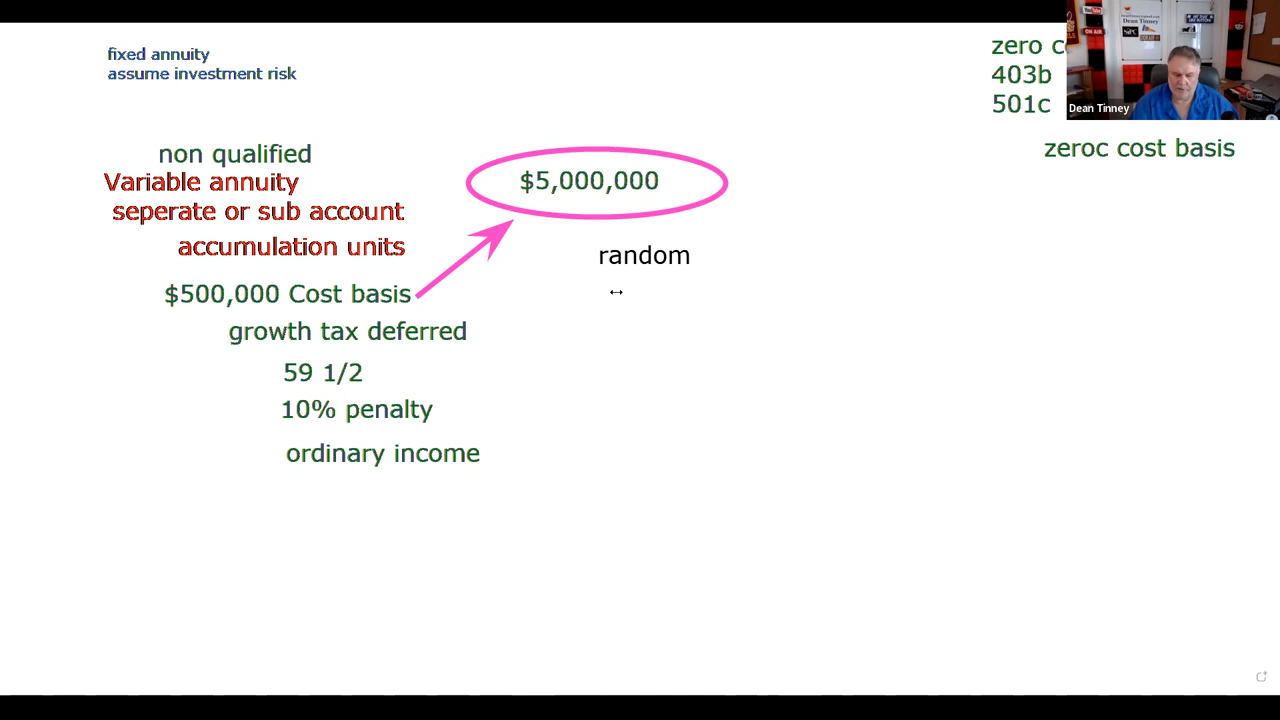 fixed annuity
assume investment risk
zero c
403b
501c
Dean Tinney
zeroc cost basis
non qualified
Variable annuity
seperate or sub account
accumulation units
$5,000,000
random
$500,000 Cost basis
growth tax deferred
59 1/2
10% penalty
ordinary income